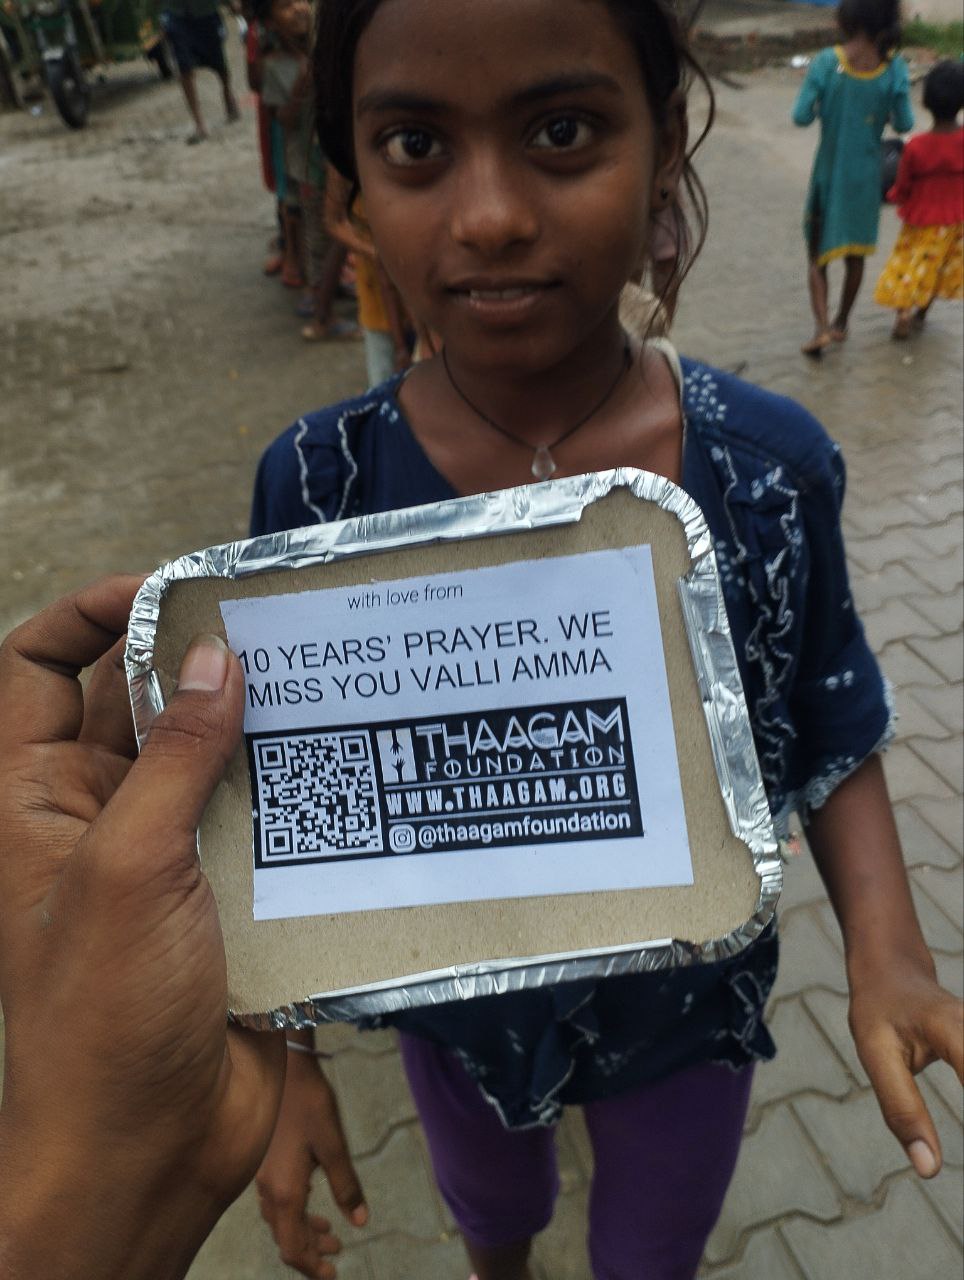 with love from
10 YEARS' PRAYER. WE
MISS YOU VALLI AMMA
THAAGAM
FOUNDATION
WWW.THAAGAM.ORG
@thaagamfoundation